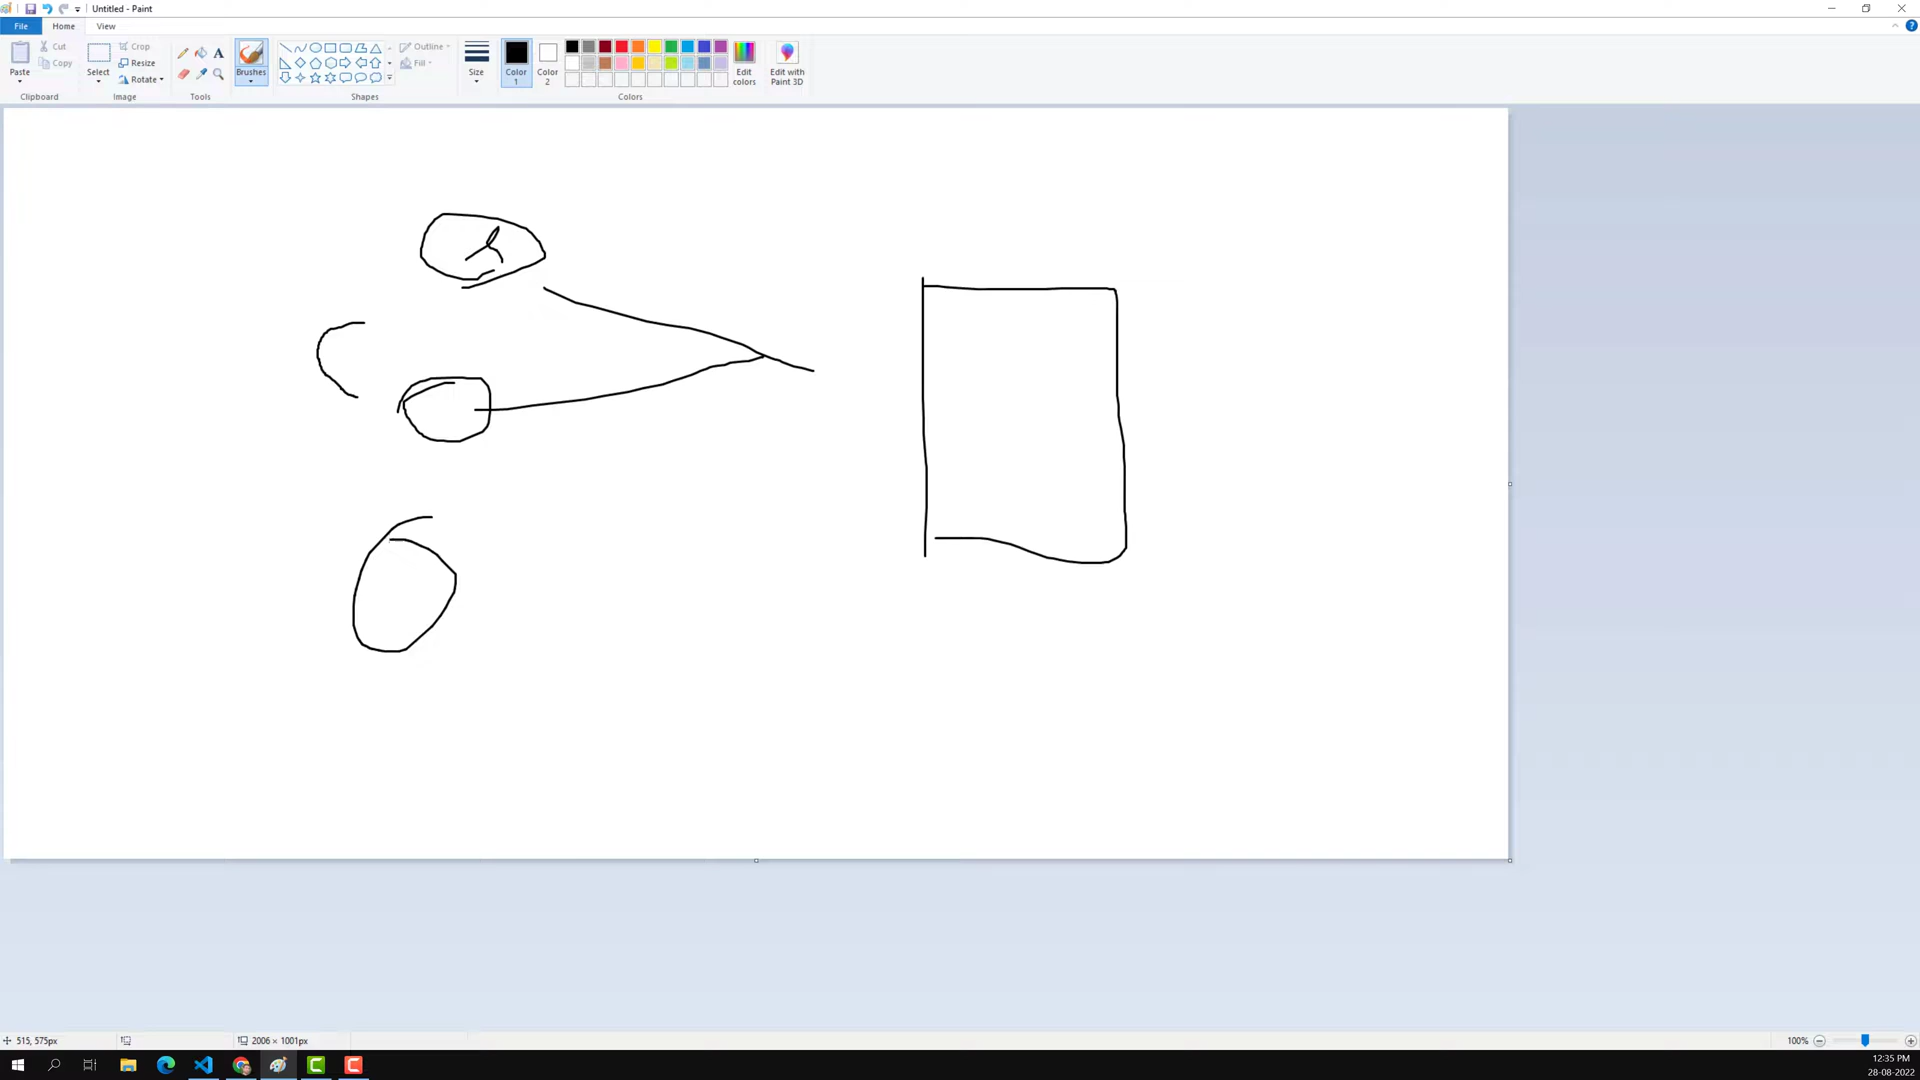 Untitled - Paint
File Home View
Paste
Cut
Copy
Clipboard
Select
Crop
Resize
Rotate
Image
A
Tools
Brushes
Shapes
Outline
Fill
Size
Color 1
Color 2
Edit colors
Colors
Edit with Paint 3D
515, 575px
2006 × 1001px
100%
12:35 PM
28-08-2022